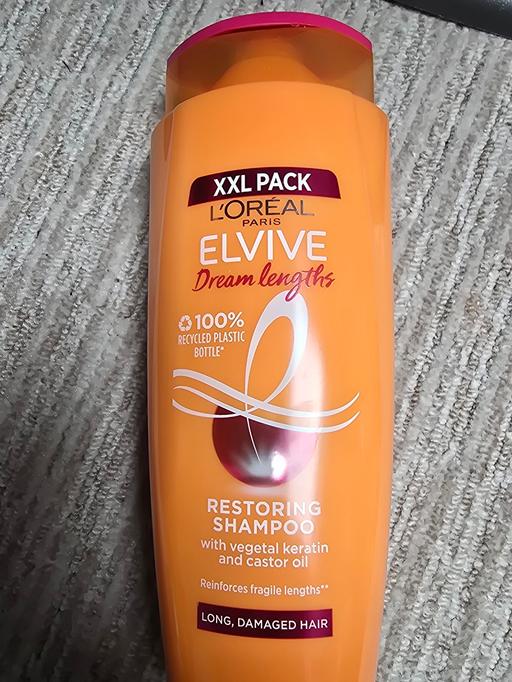 XXL PACK
L'ORÉAL
PARIS
ELVIVE
Dream lengths
100%
RECYCLED PLASTIC
BOTTLE*
RESTORING
SHAMPOO
with vegetal keratin
and castor oil
Reinforces fragile lengths**
LONG, DAMAGED HAIR